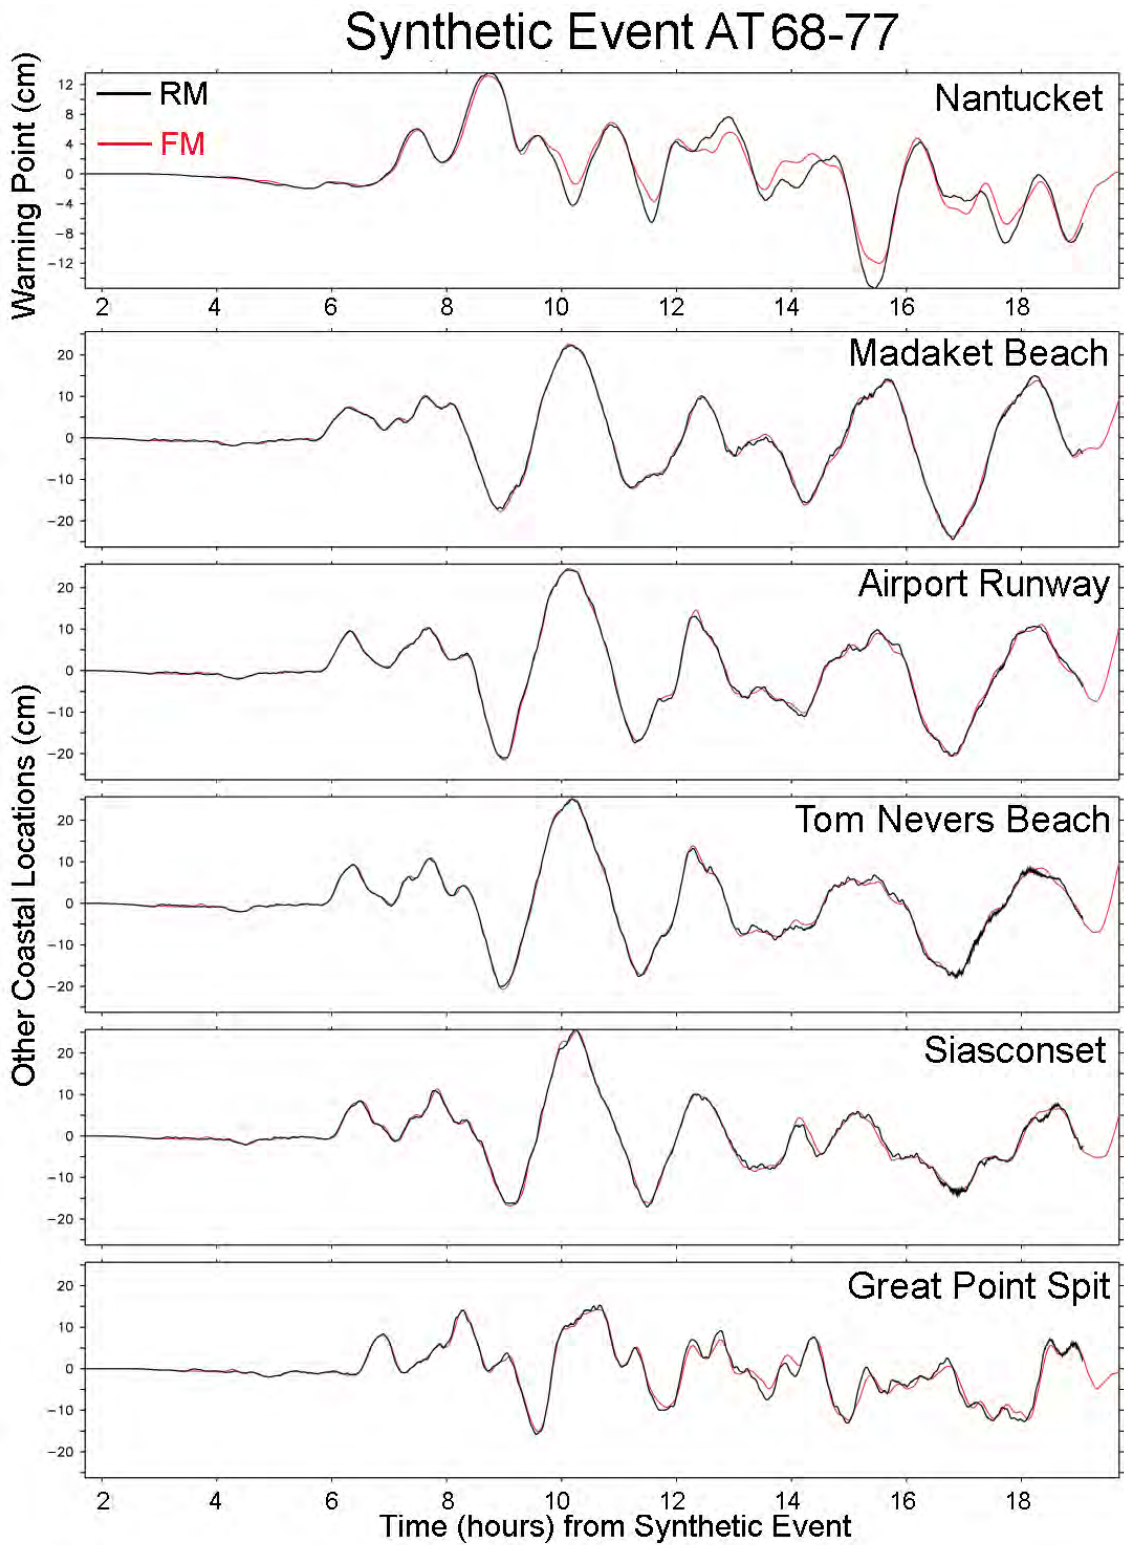 Synthetic Event AT68-77
Warning Point (cm)
RM
FM
Nantucket
12
8
4
0
-4
-8
-12
2 4 6 8 10 12 14 16 18
Other Coastal Locations (cm)
Madaket Beach
20
10
0
-10
-20
Airport Runway
20
10
0
-10
-20
Tom Nevers Beach
20
10
0
-10
-20
Siasconset
20
10
0
-10
-20
Great Point Spit
20
10
0
-10
-20
2 4 6 8 10 12 14 16 18
Time (hours) from Synthetic Event